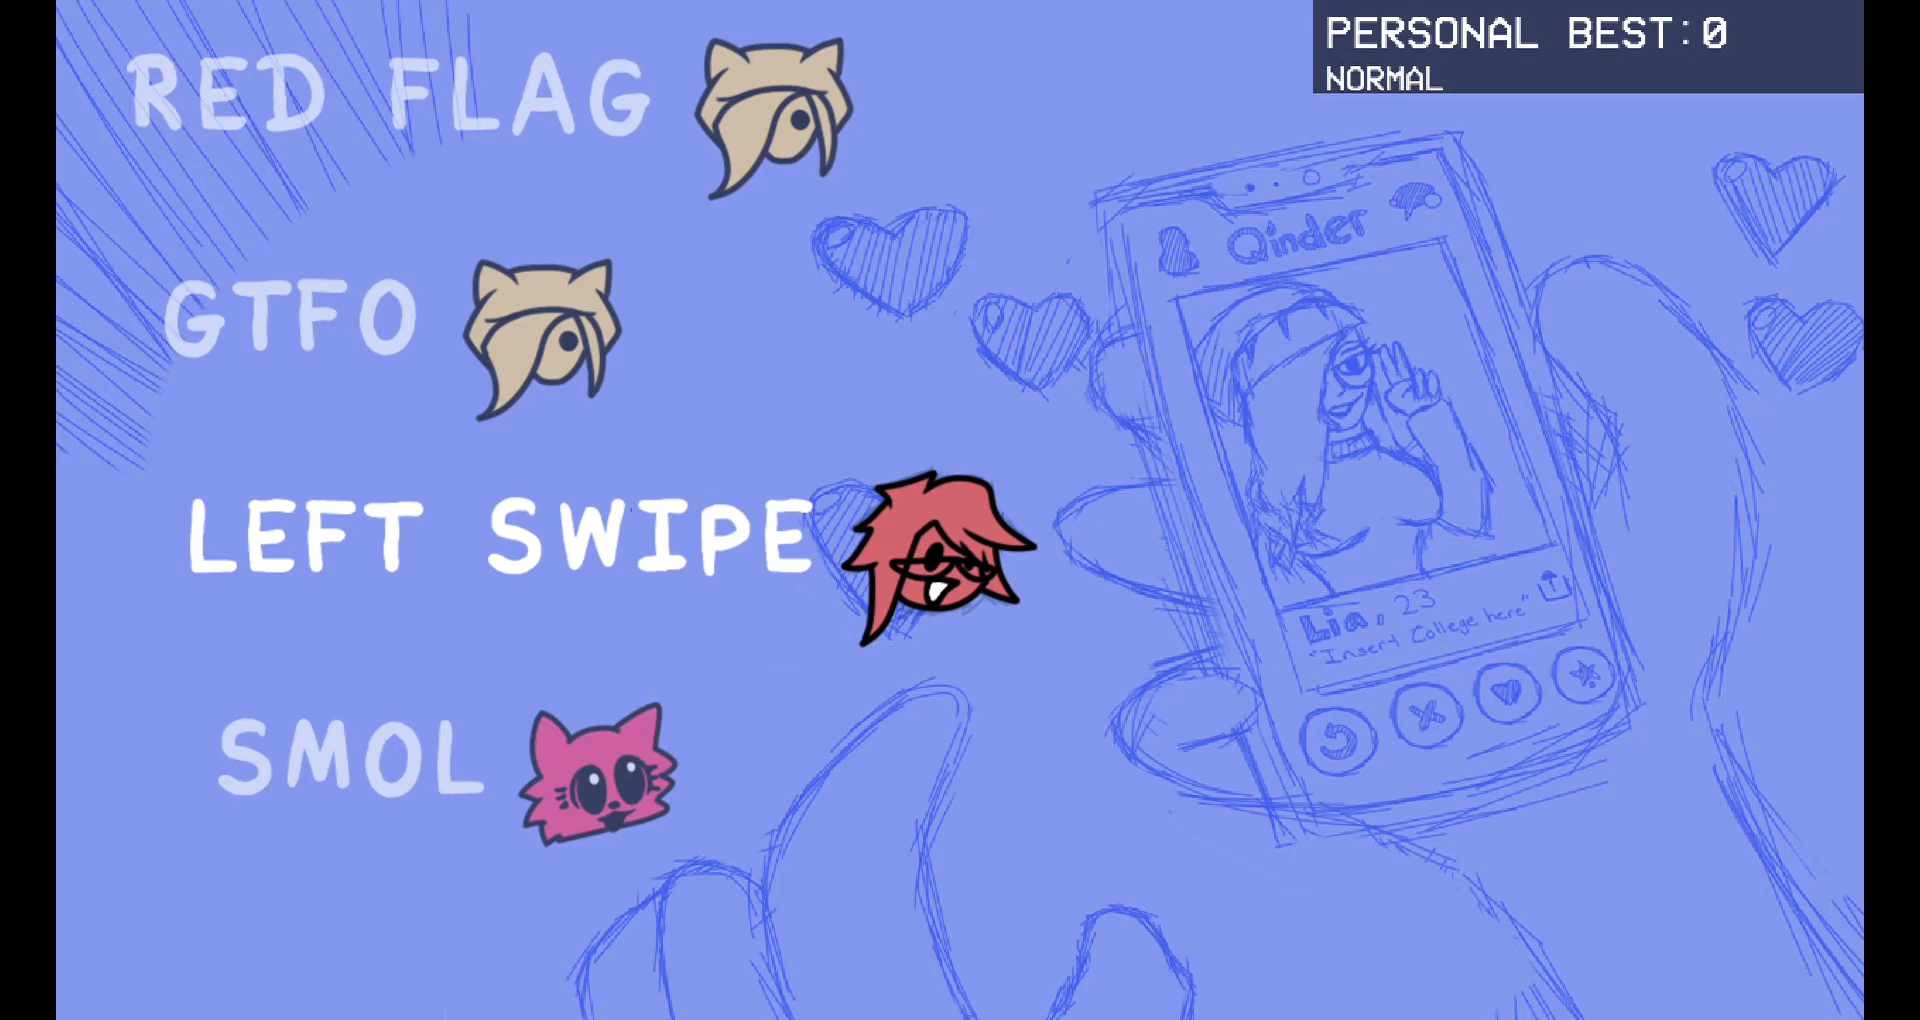 PERSONAL BEST:0
NORMAL
RED FLAG
GTFO
LEFT SWIPE
SMOL
Qinder
Lia, 23
"Insert College here"